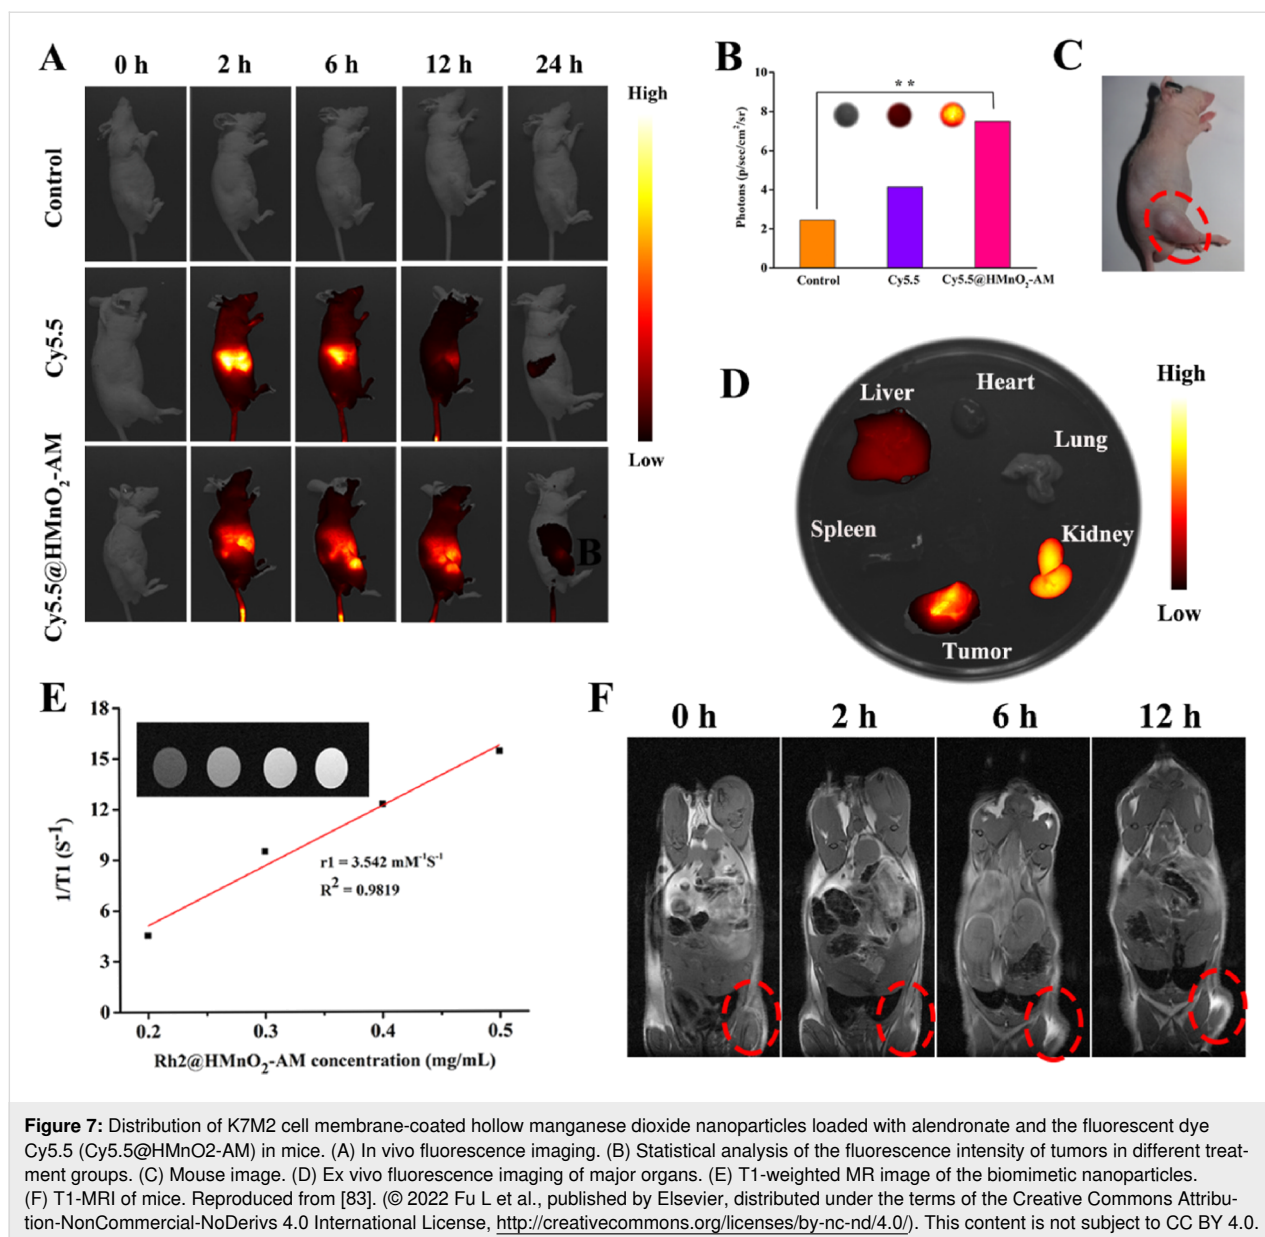 A
0 h 2 h 6 h 12 h 24 h
Control
Cy5.5
Cy5.5@HMnO2-AM
B
High
Low
B
10
8
6
4
2
0
Photons (p/sec/cm²/sr)
* *
Control Cy5.5 Cy5.5@HMnO2-AM
C
D
Liver
Heart
Lung
Spleen
Kidney
Tumor
High
Low
E
18
15
12
9
6
3
0
1/T1 (S⁻¹)
r1 = 3.542 mM⁻¹S⁻¹
R² = 0.9819
0.2 0.3 0.4 0.5
Rh2@HMnO2-AM concentration (mg/mL)
F
0 h 2 h 6 h 12 h
Figure 7: Distribution of K7M2 cell membrane-coated hollow manganese dioxide nanoparticles loaded with alendronate and the fluorescent dye
Cy5.5 (Cy5.5@HMnO2-AM) in mice. (A) In vivo fluorescence imaging. (B) Statistical analysis of the fluorescence intensity of tumors in different treat-
ment groups. (C) Mouse image. (D) Ex vivo fluorescence imaging of major organs. (E) T1-weighted MR image of the biomimetic nanoparticles.
(F) T1-MRI of mice. Reproduced from [83]. (© 2022 Fu L et al., published by Elsevier, distributed under the terms of the Creative Commons Attribu-
tion-NonCommercial-NoDerivs 4.0 International License, http://creativecommons.org/licenses/by-nc-nd/4.0/). This content is not subject to CC BY 4.0.